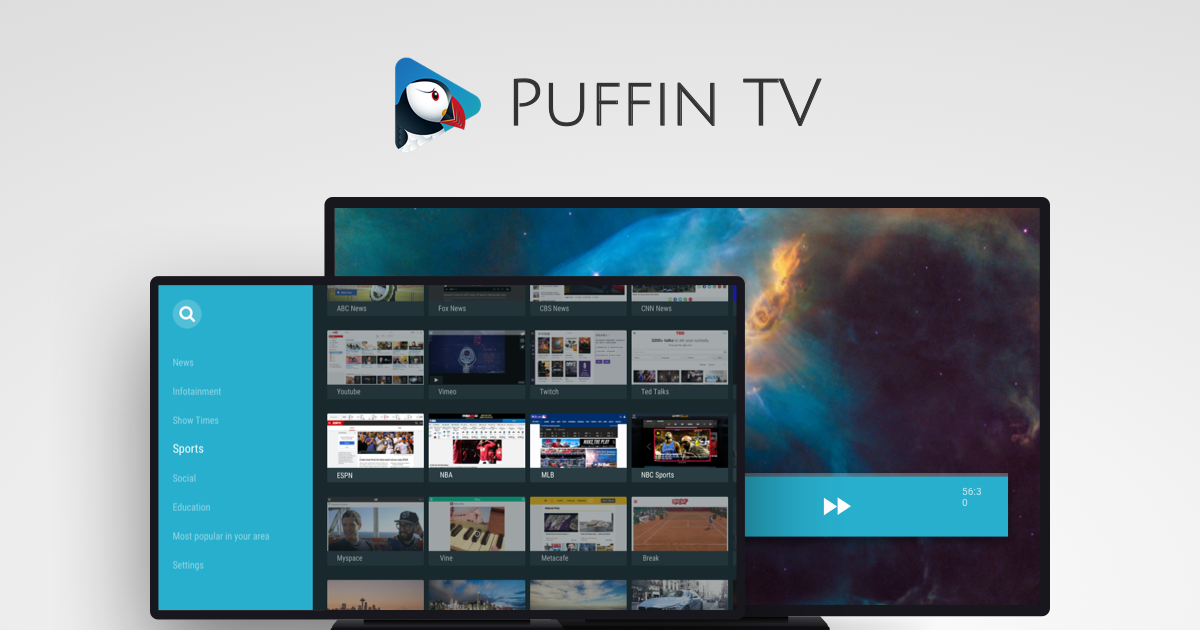 PUFFIN TV
ABC News
Fox News
CBS News
CNN News
News
Infotainment
Show Times
Sports
Social
Education
Most popular in your area
Settings
Youtube
Vimeo
Twitch
Ted Talks
ESPN
NBA
MLB
NBC Sports
Myspace
Vine
Metacafe
Break
56:3
0